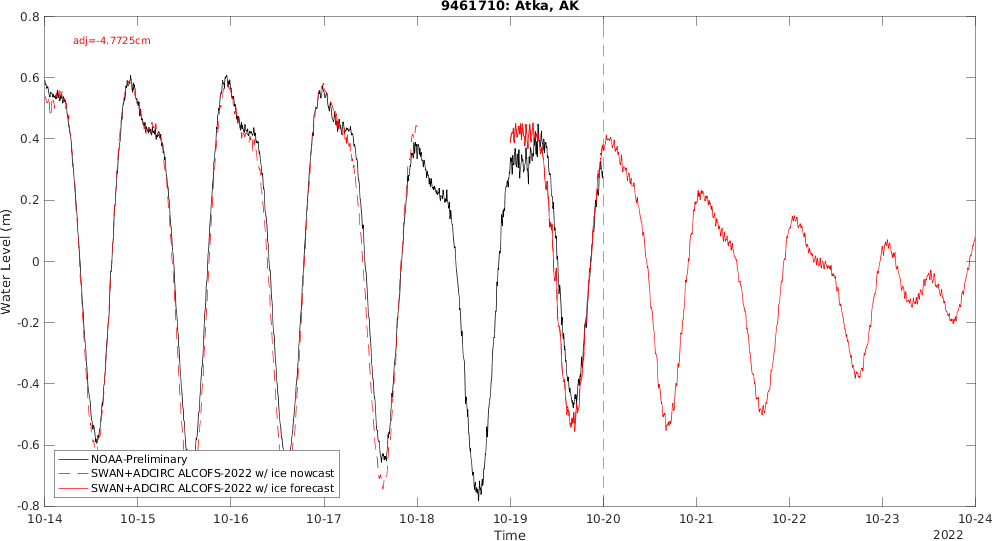 9461710: Atka, AK
adj=-4.7725cm
Water Level (m)
0.8
0.6
0.4
0.2
0
-0.2
-0.4
-0.6
-0.8
NOAA-Preliminary
SWAN+ADCIRC ALCOFS-2022 w/ ice nowcast
SWAN+ADCIRC ALCOFS-2022 w/ ice forecast
10-14 10-15 10-16 10-17 10-18 10-19 10-20 10-21 10-22 10-23 10-24
Time
2022